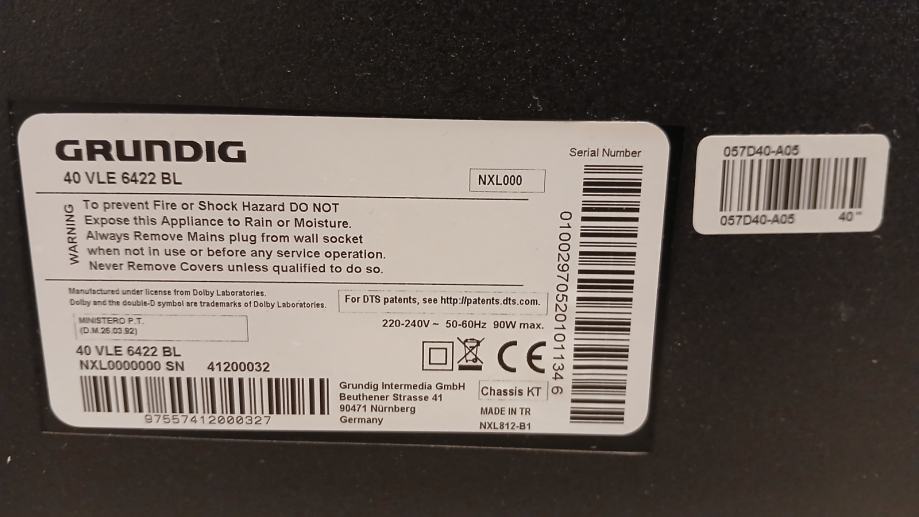 GRUNDIG
40 VLE 6422 BL
NXL000
Serial Number
WARNING
To prevent Fire or Shock Hazard DO NOT
Expose this Appliance to Rain or Moisture.
Always Remove Mains plug from wall socket
when not in use or before any service operation.
Never Remove Covers unless qualified to do so.
Manufactured under license from Dolby Laboratories.
Dolby and the double-D symbol are trademarks of Dolby Laboratories.
For DTS patents, see http://patents.dts.com.
MINISTERO P.T.
(D.M.26.03.92)
220-240V ~ 50-60Hz 90W max.
40 VLE 6422 BL
NXL0000000 SN 41200032
97557412000327
Grundig Intermedia GmbH
Beuthener Strasse 41
90471 Nürnberg
Germany
CE
Chassis KT
MADE IN TR
NXL812-B1
01002970520101134 6
057D40-A05
057D40-A05 40"